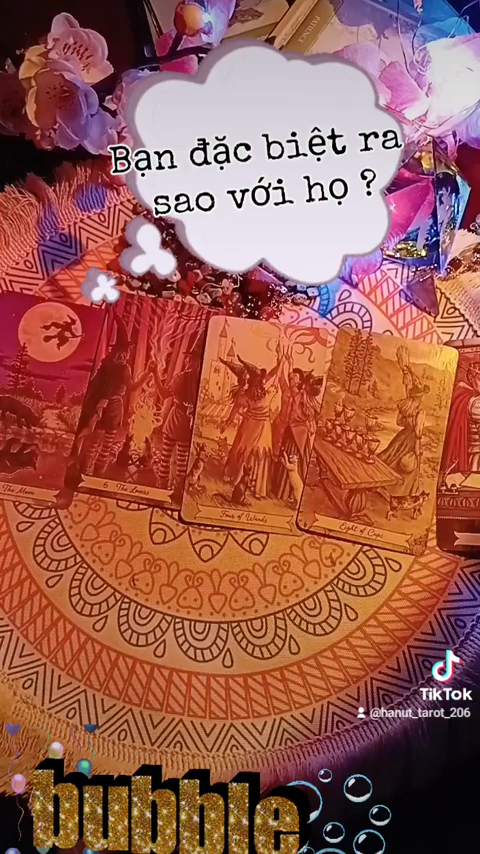 Bạn đặc biệt ra
sao với họ ?
The Moon
6 The Lovers
Four of Wands
Eight of Cups
TikTok
@hanut_tarot_206
bubble